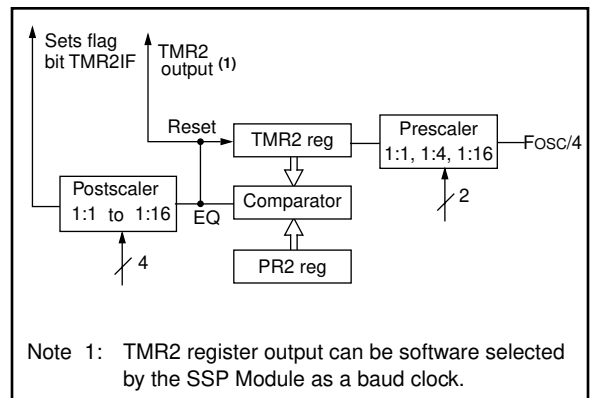 Sets flag
bit TMR2IF
TMR2
output (1)
Reset
TMR2 reg
Prescaler
1:1, 1:4, 1:16
FOSC/4
2
Postscaler
1:1 to 1:16
EQ
Comparator
4
PR2 reg
Note 1: TMR2 register output can be software selected
by the SSP Module as a baud clock.